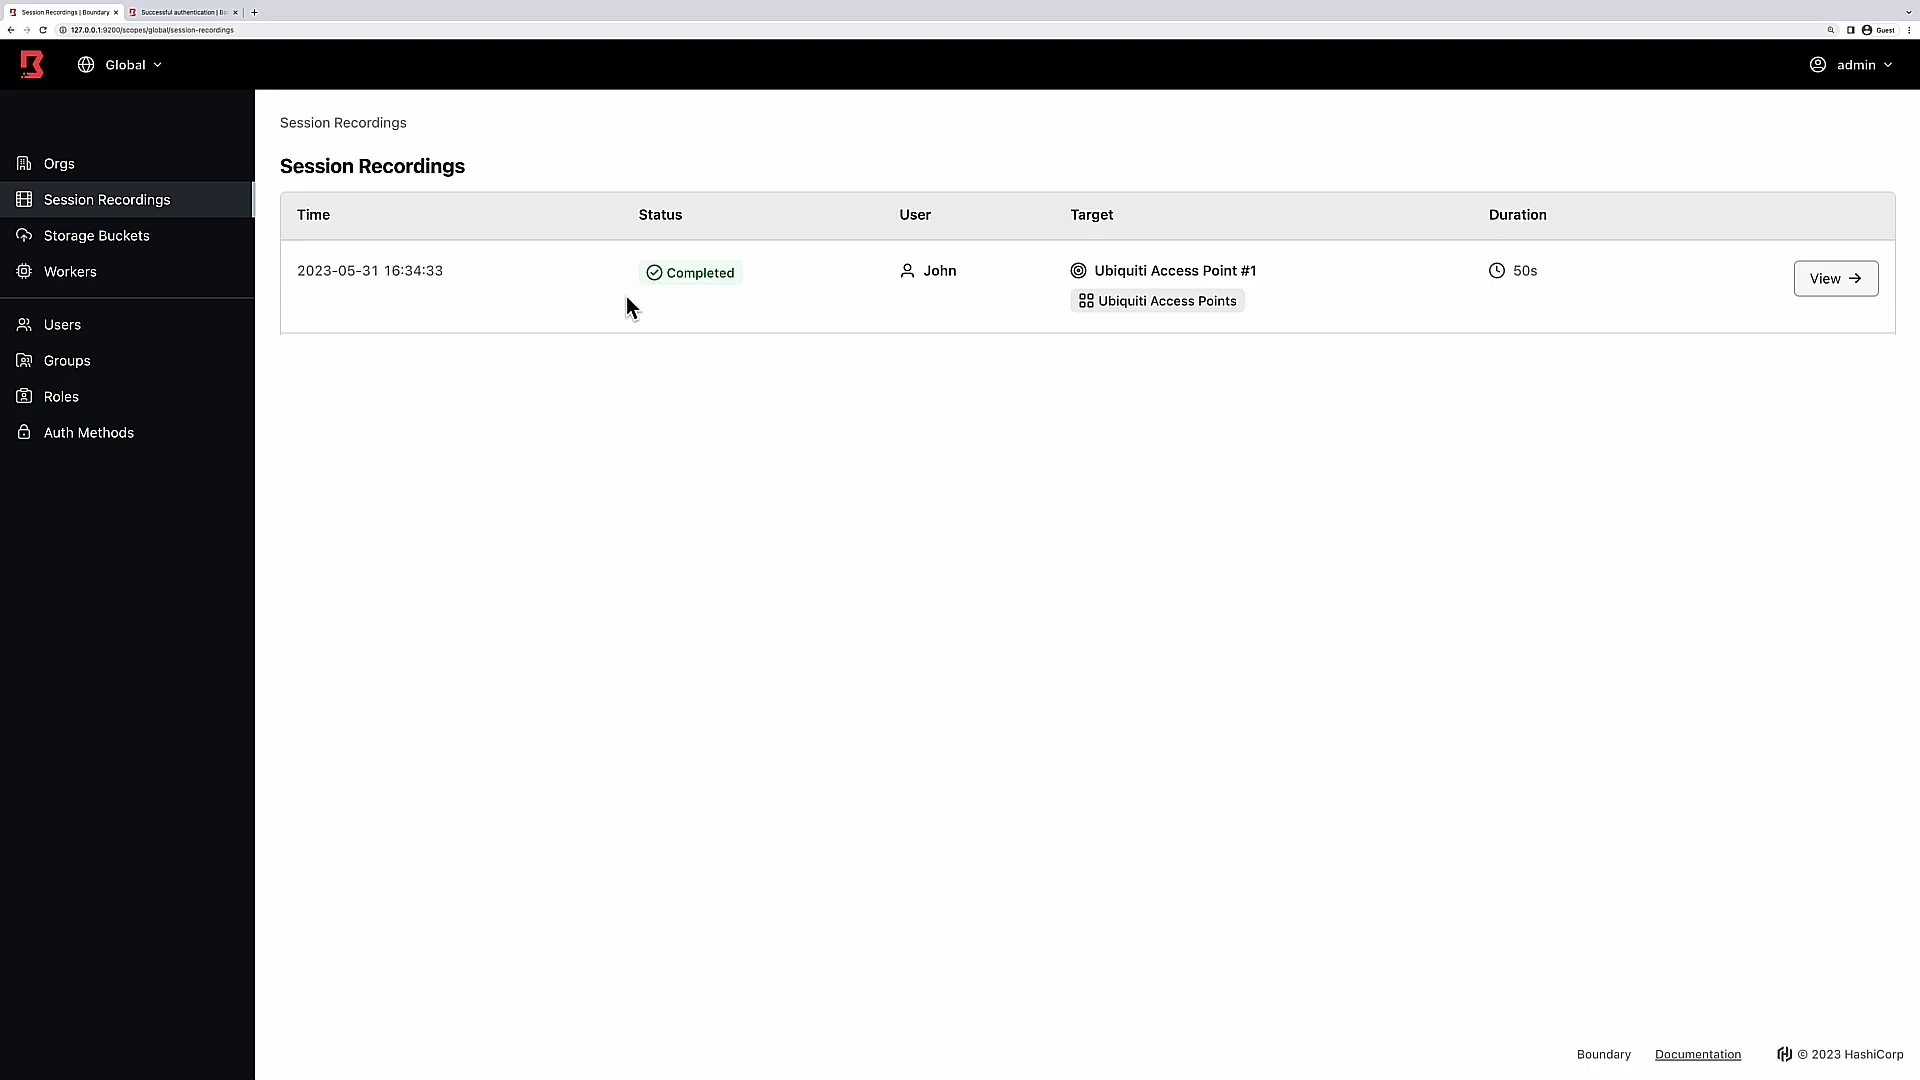 Session Recordings | Boundary
Successful authentication | Bo
127.0.0.1:9200/scopes/global/session-recordings
Guest
Global
admin
Orgs
Session Recordings
Storage Buckets
Workers
Users
Groups
Roles
Auth Methods
Session Recordings
Session Recordings
Time Status User Target Duration
2023-05-31 16:34:33 Completed John Ubiquiti Access Point #1 50s View
Ubiquiti Access Points
Boundary Documentation © 2023 HashiCorp